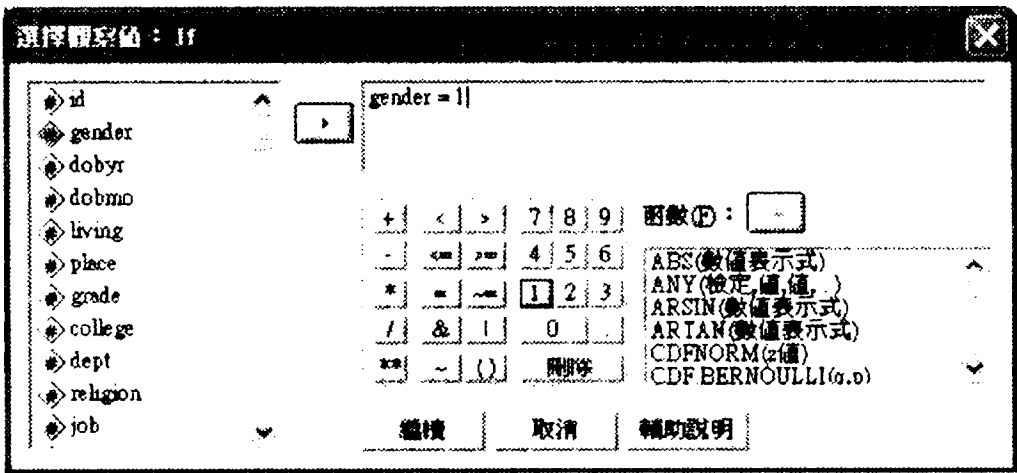 選擇觀察值：If
id
gender
dobyr
dobmo
living
place
grade
college
dept
religion
job
gender = 1
+ < > 7 8 9
- <= >= 4 5 6
* = ~= 1 2 3
/ & | 0 .
** ~ () 刪除
函數(F)：
ABS(數值表示式)
ANY(檢定,值,值,...)
ARSIN(數值表示式)
ARTAN(數值表示式)
CDFNORM(z值)
CDF.BERNOULLI(q,p)
繼續 取消 輔助說明